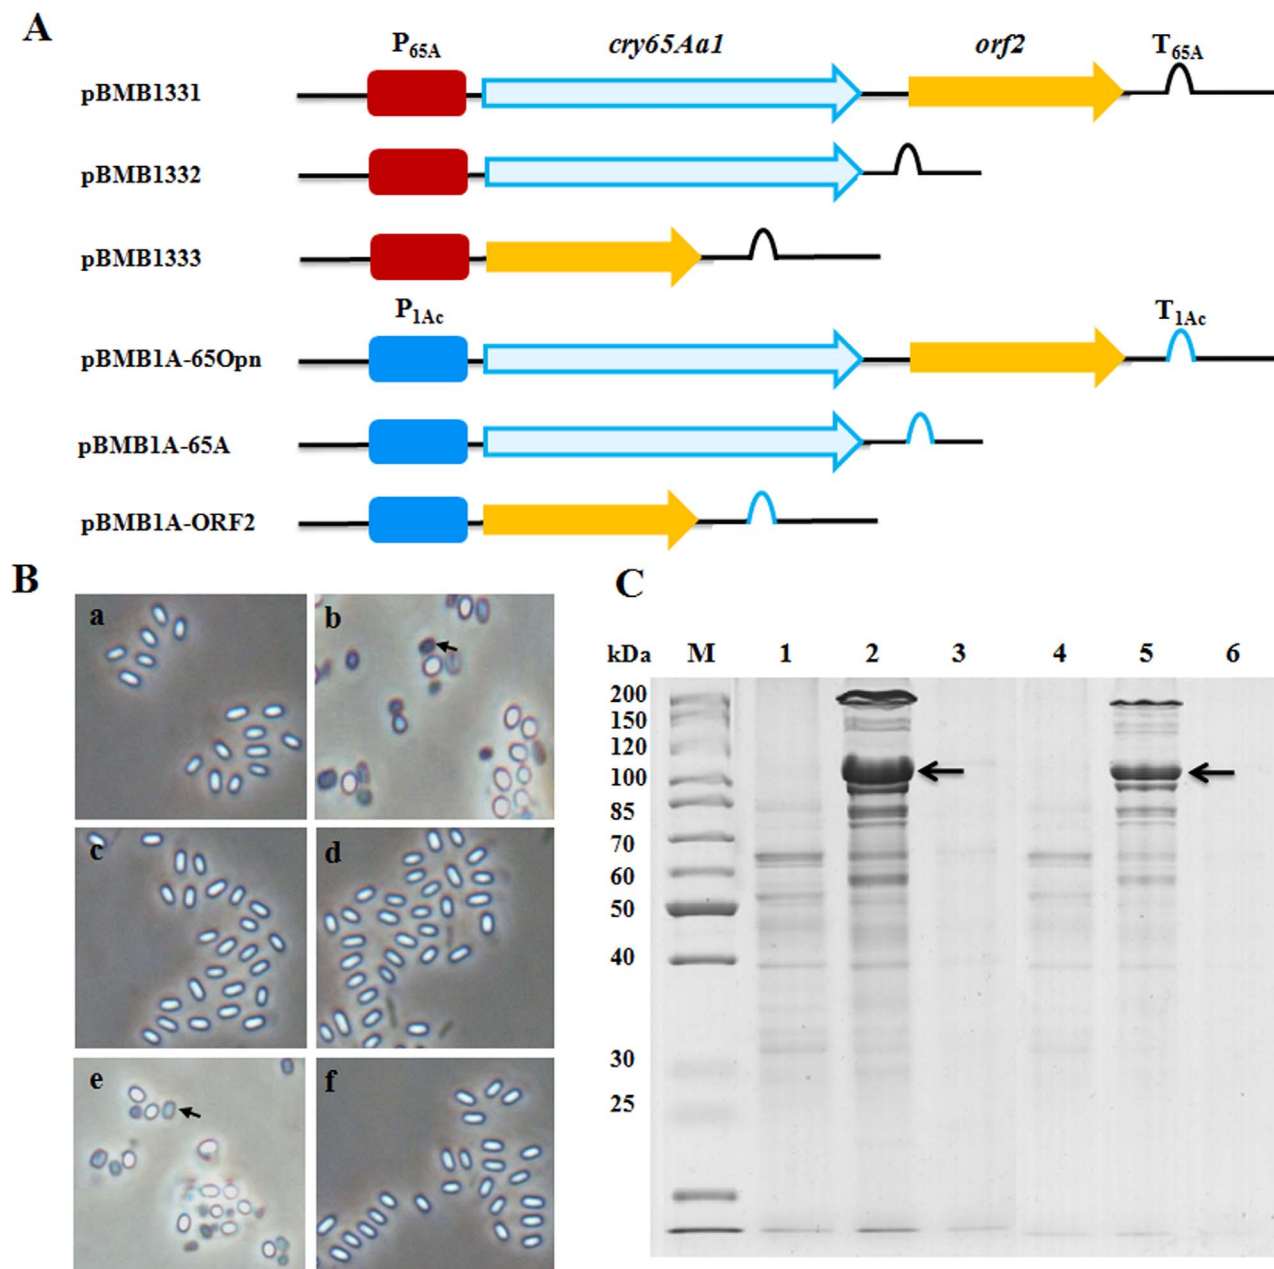 A
P65A cry65Aa1 orf2 T65A
pBMB1331
pBMB1332
pBMB1333
P1Ac T1Ac
pBMB1A-65Opn
pBMB1A-65A
pBMB1A-ORF2
B
a b
c d
e f
C
kDa M 1 2 3 4 5 6
200
150
120
100
85
70
60
50
40
30
25